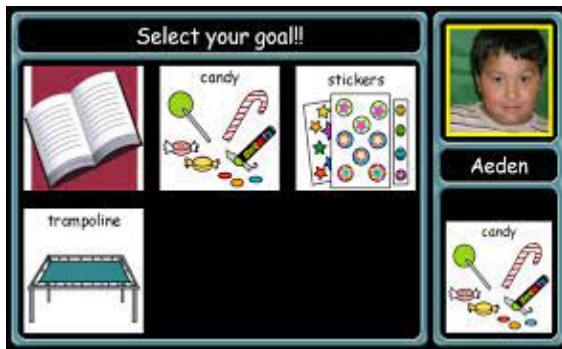 Select your goal!!
candy
stickers
trampoline
Aeden
candy